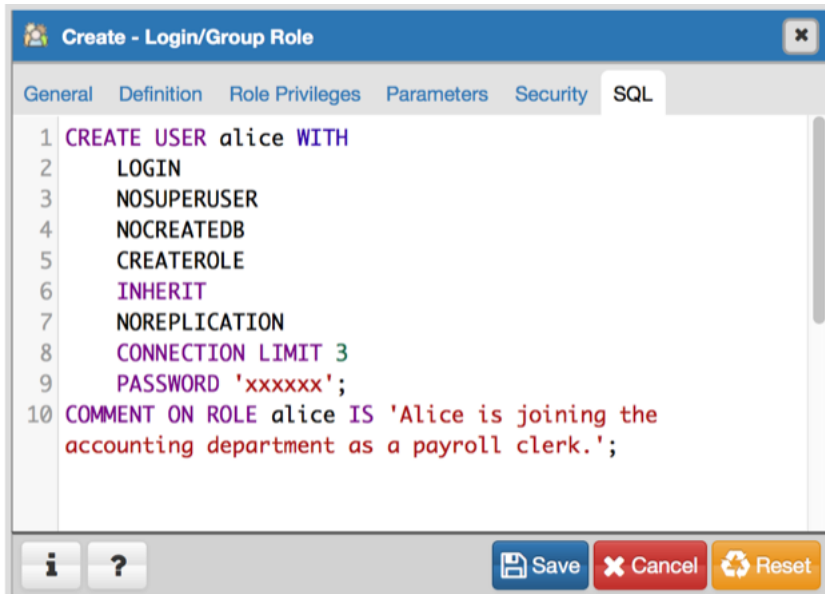 Create - Login/Group Role
General Definition Role Privileges Parameters Security SQL
1 CREATE USER alice WITH
2 LOGIN
3 NOSUPERUSER
4 NOCREATEDB
5 CREATEROLE
6 INHERIT
7 NOREPLICATION
8 CONNECTION LIMIT 3
9 PASSWORD 'xxxxxx';
10 COMMENT ON ROLE alice IS 'Alice is joining the
accounting department as a payroll clerk.';
i ? Save Cancel Reset